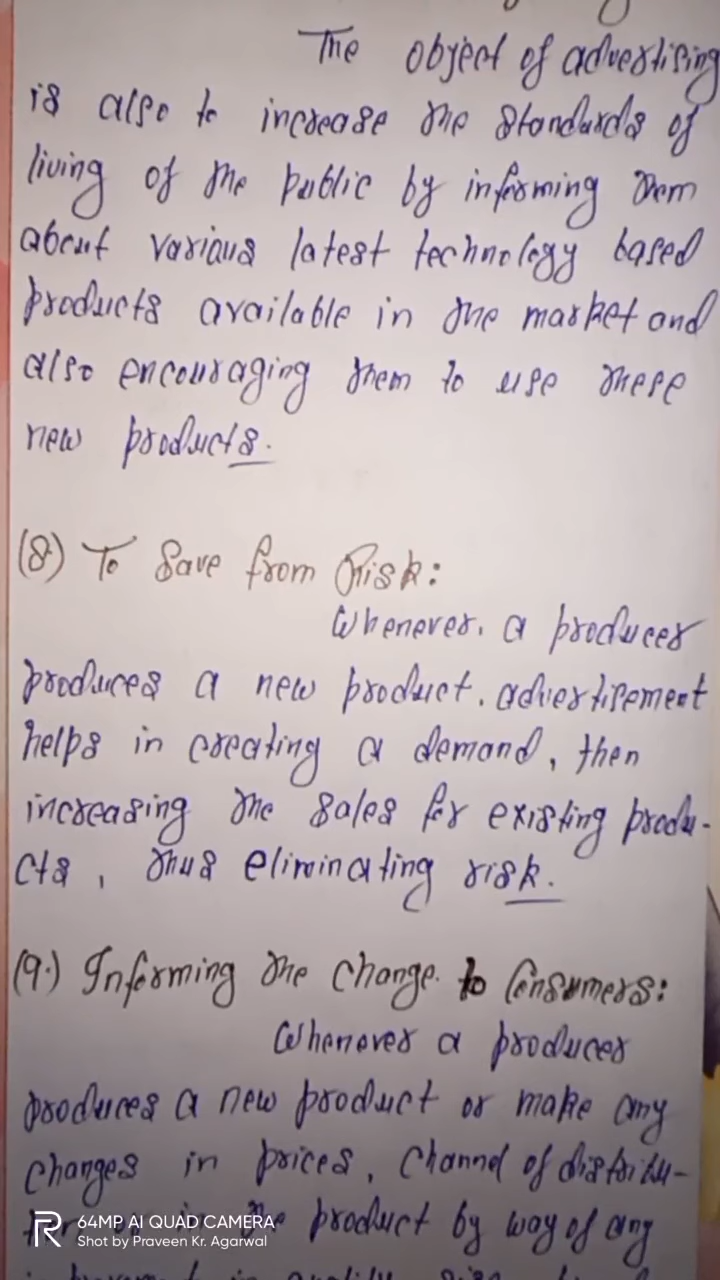 The object of advertising
is also to increase the standards of
living of the public by informing them
about various latest technology based
products available in the market and
also encouraging them to use these
new products.
(8) To Save from Risk:
Whenever, a producer
produces a new product, advertisement
helps in creating a demand, then
increasing the sales for existing produ-
cts, thus eliminating risk.
(9.) Informing the Change to Consumers:
Whenever a producer
produces a new product or make any
changes in prices, channel of distribu-
the product by way of any
in quality
64MP AI QUAD CAMERA
Shot by Praveen Kr. Agarwal